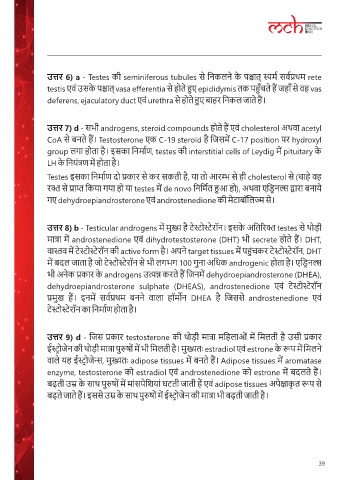 mch
उत्तर 6) a - Testes की seminiferous tubules से निकलने के पश्चात् स्पर्म सर्वप्रथम rete
testis एवं उसके पश्चात् vasa efferentia से होते हुए epididymis तक पहुँचते हैं जहाँ से वह vas
deferens, ejaculatory duct एवं urethra से होते हुए बाहर निकल जाते हैं।
उत्तर 7) d - सभी androgens, steroid compounds होते हैं एवं cholesterol अथवा acetyl
CoA से बनते हैं। Testosterone एक C-19 steroid है जिसमें C-17 position पर hydroxyl
group लगा होता है। इसका निर्माण, testes की interstitial cells of Leydig में pituitary के
LH के नियंत्रण में होता है।
Testes इसका निर्माण दो प्रकार से कर सकती है, या तो आरम्भ से ही cholesterol से (चाहे वह
रक्त से प्राप्त किया गया हो या testes में de novo निर्मित हुआ हो), अथवा एड्रिनल्स द्वारा बनाये
गए dehydroepiandrosterone एवं androstenedione की मेटाबॉलिज्म से।
उत्तर 8) b - Testicular androgens में मुख्य है टेस्टोस्टेरॉन। इसके अतिरिक्त testes से थोड़ी
मात्रा में androstenedione एवं dihydrotestosterone (DHT) भी secrete होते हैं। DHT,
वास्तव में टेस्टोस्टेरॉन की active form है। अपने target tissues में पहुंचकर टेस्टोस्टेरॉन, DHT
में बदल जाता है जो टेस्टोस्टेरॉन से भी लगभग 100 गुना अधिक androgenic होता है। एड्रिनल्स
भी अनेक प्रकार के androgens उत्पन्न करते हैं जिनमें dehydroepiandrosterone (DHEA),
dehydroepiandrosterone sulphate (DHEAS), androstenedione एवं टेस्टोस्टेरॉन
प्रमुख हैं। इनमें सर्वप्रथम बनने वाला हॉर्मोन DHEA है जिससे androstenedione एवं
टेस्टोस्टेरॉन का निर्माण होता है।
उत्तर 9) d - जिस प्रकार testosterone की थोड़ी मात्रा महिलाओं में मिलती है उसी प्रकार
ईस्ट्रोजेन की थोड़ी मात्रा पुरुषों में भी मिलती है। मुख्यतः estradiol एवं estrone के रूप में मिलने
वाले यह ईस्ट्रोजेन्स, मुख्यतः adipose tissues में बनते हैं। Adipose tissues में aromatase
enzyme, testosterone को estradiol एवं androstenedione को estrone में बदलते हैं।
बढ़ती उम्र के साथ पुरुषों में मांसपेशियां घटती जाती हैं एवं adipose tissues अपेक्षाकृत रूप से
बढ़ते जाते हैं। इससे उम्र के साथ पुरुषों में ईस्ट्रोजेन की मात्रा भी बढ़ती जाती है।
39